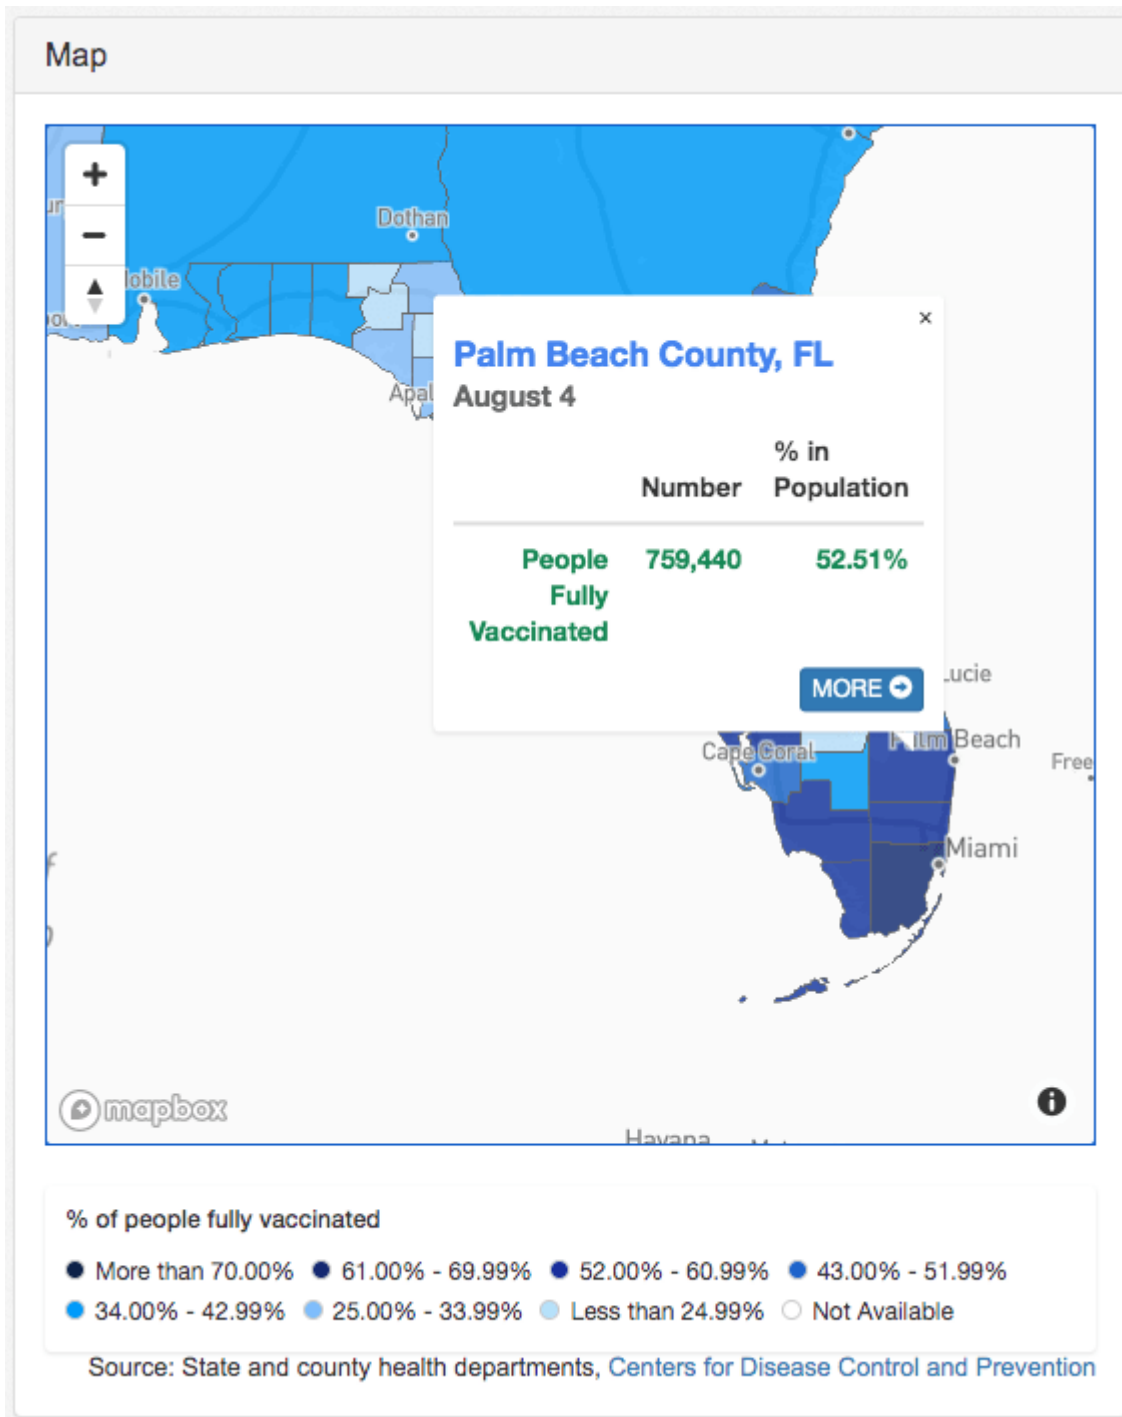 Map
Dothan
Palm Beach County, FL
August 4
% in
Number Population
People 759,440 52.51%
Fully
Vaccinated
MORE
Cape Coral
Palm Beach
Miami
mapbox
Havana
% of people fully vaccinated
More than 70.00% 61.00% - 69.99% 52.00% - 60.99% 43.00% - 51.99%
34.00% - 42.99% 25.00% - 33.99% Less than 24.99% Not Available
Source: State and county health departments, Centers for Disease Control and Prevention